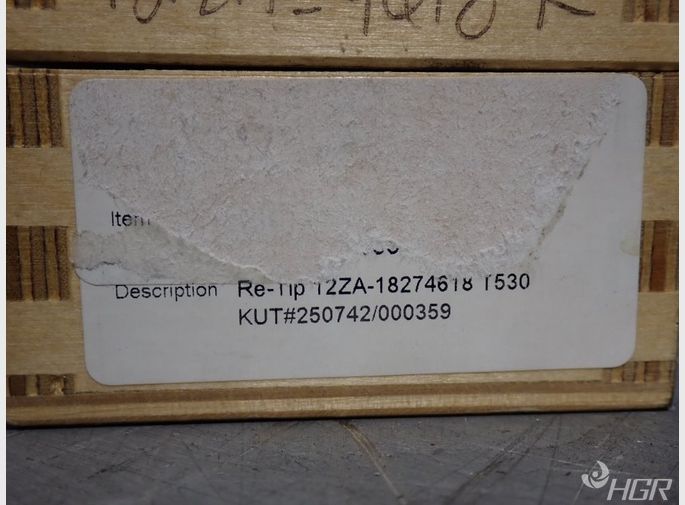 Item
Description Re-Tip 12ZA-18274618 T530
KUT#250742/000359
HGR